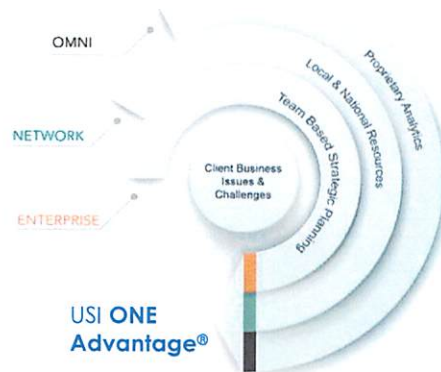 OMNI
NETWORK
ENTERPRISE
Proprietary Analytics
Local & National Resources
Team Based Strategic Planning
Client Business
Issues &
Challenges
USI ONE
Advantage®